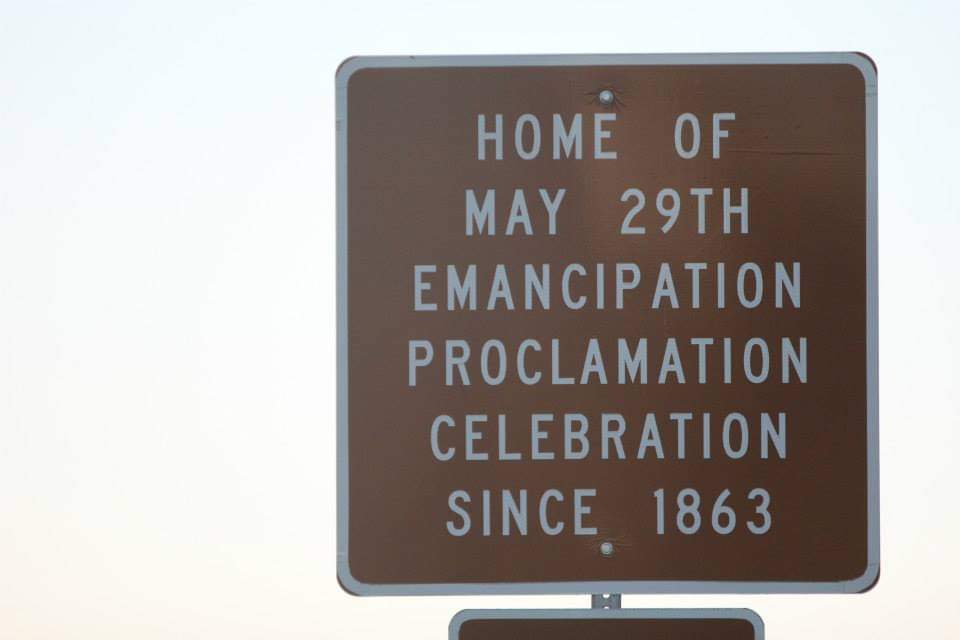 HOME OF
MAY 29TH
EMANCIPATION
PROCLAMATION
CELEBRATION
SINCE 1863